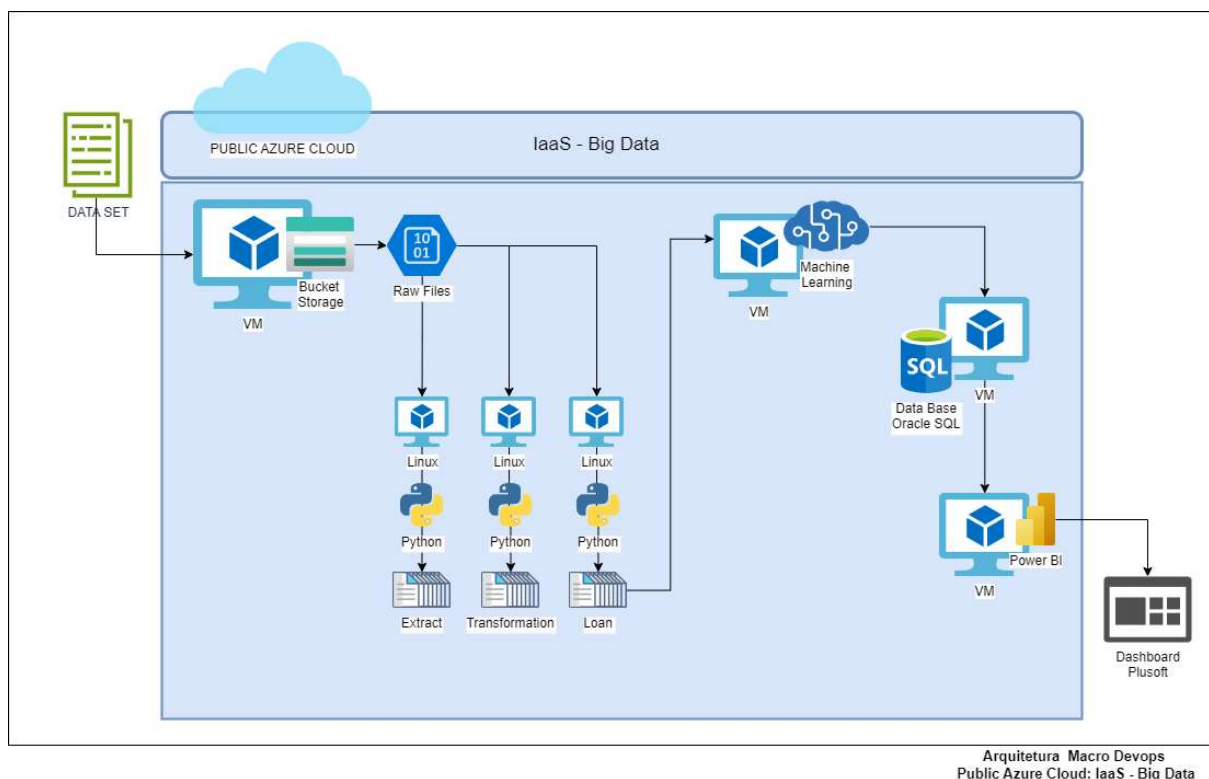 PUBLIC AZURE CLOUD
IaaS - Big Data
DATA SET
VM
Bucket
Storage
10
01
Raw Files
VM
Machine
Learning
SQL
Data Base
Oracle SQL
VM
Linux
Linux
Linux
Python
Python
Python
Extract
Transformation
Loan
VM
Power BI
Dashboard
Plusoft
Arquitetura Macro Devops
Public Azure Cloud: IaaS - Big Data